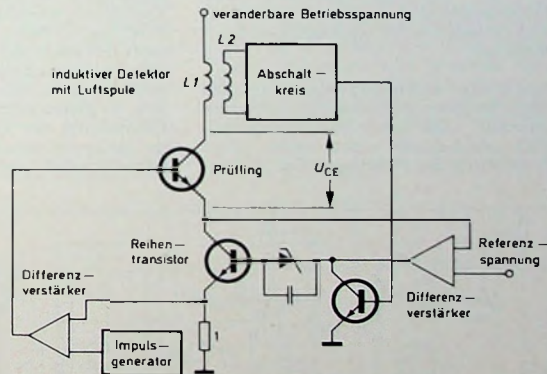 veranderbare Betriebsspannung
L1
L2
induktiver Detektor
mit Luftspule
Abschalt–
kreis
Prüfling
UCE
Reihen–
transistor
Referenz–
spannung
Differenz–
verstärker
Differenz–
verstärker
1
Impuls–
generator